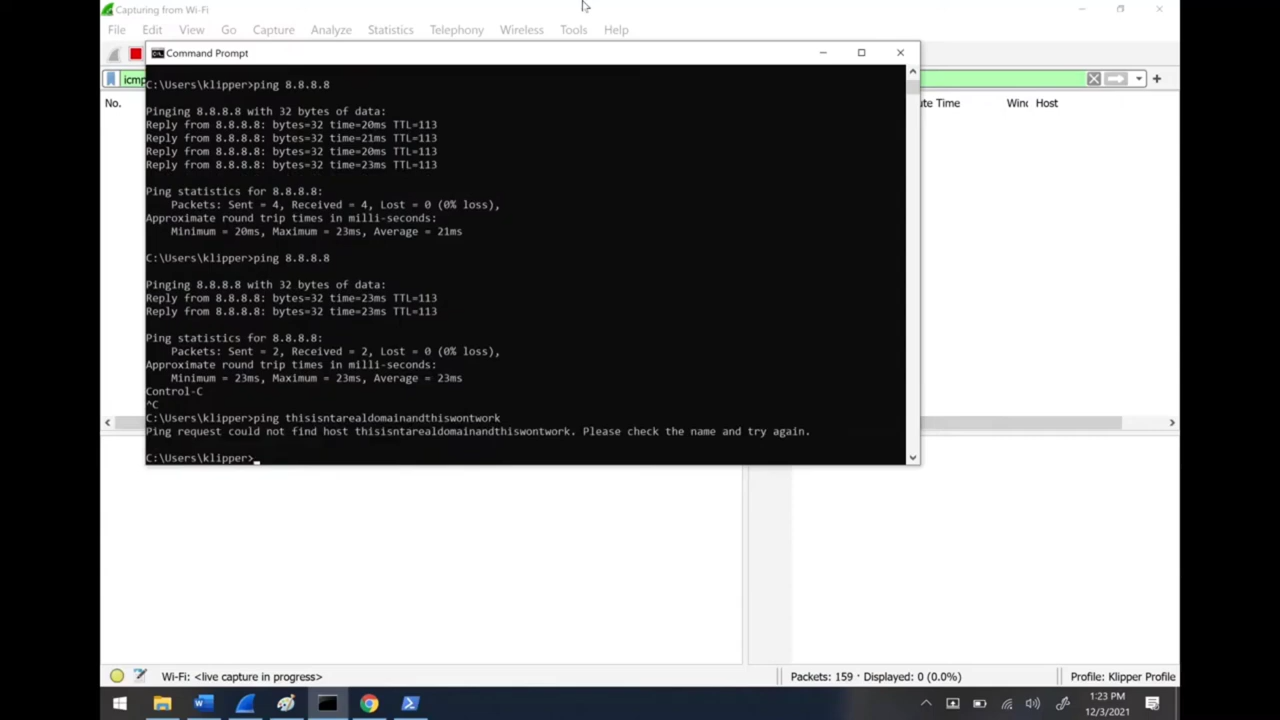 Capturing from Wi-Fi
File Edit View Go Capture Analyze Statistics Telephony Wireless Tools Help
Command Prompt
icmp
No.
Time
Host
C:\Users\klipper>ping 8.8.8.8
Pinging 8.8.8.8 with 32 bytes of data:
Reply from 8.8.8.8: bytes=32 time=20ms TTL=113
Reply from 8.8.8.8: bytes=32 time=21ms TTL=113
Reply from 8.8.8.8: bytes=32 time=20ms TTL=113
Reply from 8.8.8.8: bytes=32 time=23ms TTL=113
Ping statistics for 8.8.8.8:
Packets: Sent = 4, Received = 4, Lost = 0 (0% loss),
Approximate round trip times in milli-seconds:
Minimum = 20ms, Maximum = 23ms, Average = 21ms
C:\Users\klipper>ping 8.8.8.8
Pinging 8.8.8.8 with 32 bytes of data:
Reply from 8.8.8.8: bytes=32 time=23ms TTL=113
Reply from 8.8.8.8: bytes=32 time=23ms TTL=113
Ping statistics for 8.8.8.8:
Packets: Sent = 2, Received = 2, Lost = 0 (0% loss),
Approximate round trip times in milli-seconds:
Minimum = 23ms, Maximum = 23ms, Average = 23ms
Control-C
^C
C:\Users\klipper>ping thisisntarealdomainandthiswontwork
Ping request could not find host thisisntarealdomainandthiswontwork. Please check the name and try again.
C:\Users\klipper>
Wi-Fi: <live capture in progress>
Packets: 159 · Displayed: 0 (0.0%)
Profile: Klipper Profile
1:23 PM
12/3/2021